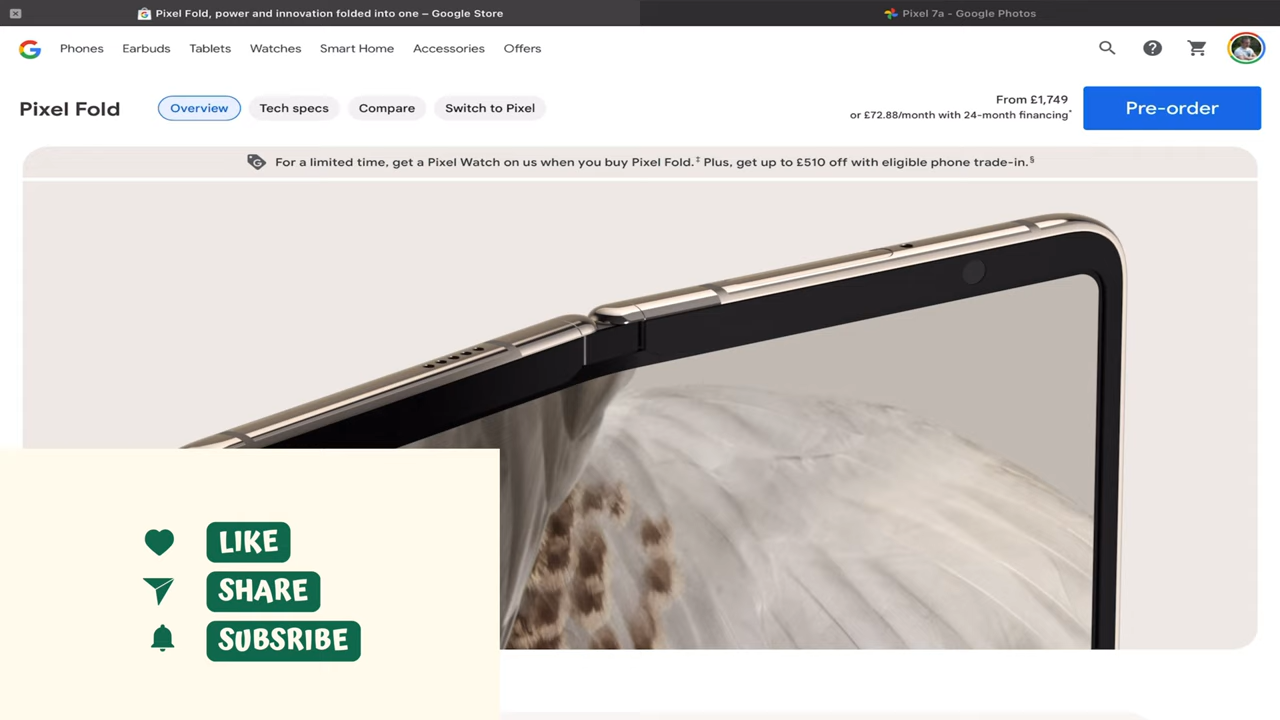 Pixel Fold, power and innovation folded into one – Google Store
Pixel 7a - Google Photos
Phones Earbuds Tablets Watches Smart Home Accessories Offers
Pixel Fold
Overview Tech specs Compare Switch to Pixel
From £1,749
or £72.88/month with 24-month financing*
Pre-order
For a limited time, get a Pixel Watch on us when you buy Pixel Fold.‡ Plus, get up to £510 off with eligible phone trade-in.§
LIKE
SHARE
SUBSRIBE